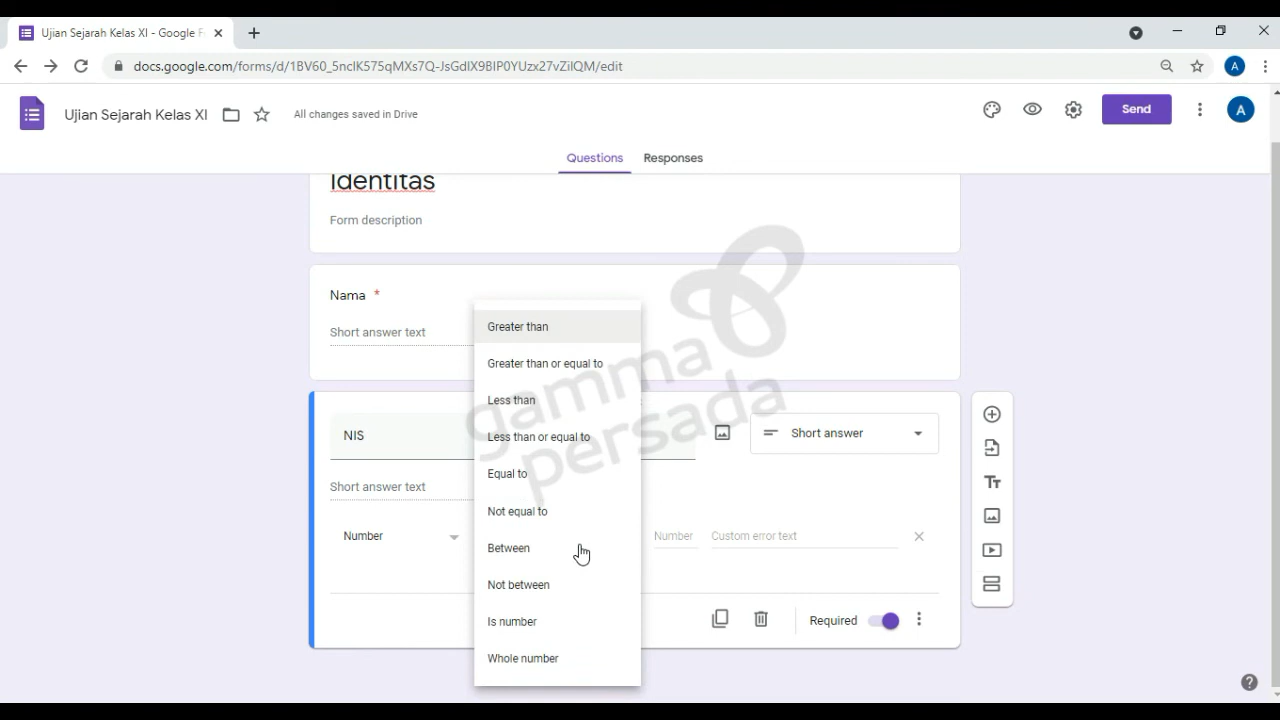 Ujian Sejarah Kelas XI - Google F
docs.google.com/forms/d/1BV60_5nclK575qMXs7Q-JsGdlX9BlP0YUzx27vZilQM/edit
A
Ujian Sejarah Kelas XI
All changes saved in Drive
Send
A
Questions
Responses
Identitas
Form description
Nama *
Short answer text
Greater than
Greater than or equal to
Less than
Less than or equal to
Equal to
Not equal to
Between
Not between
Is number
Whole number
NIS
Short answer
Short answer text
Number
Number
Custom error text
Required
gamma
persada